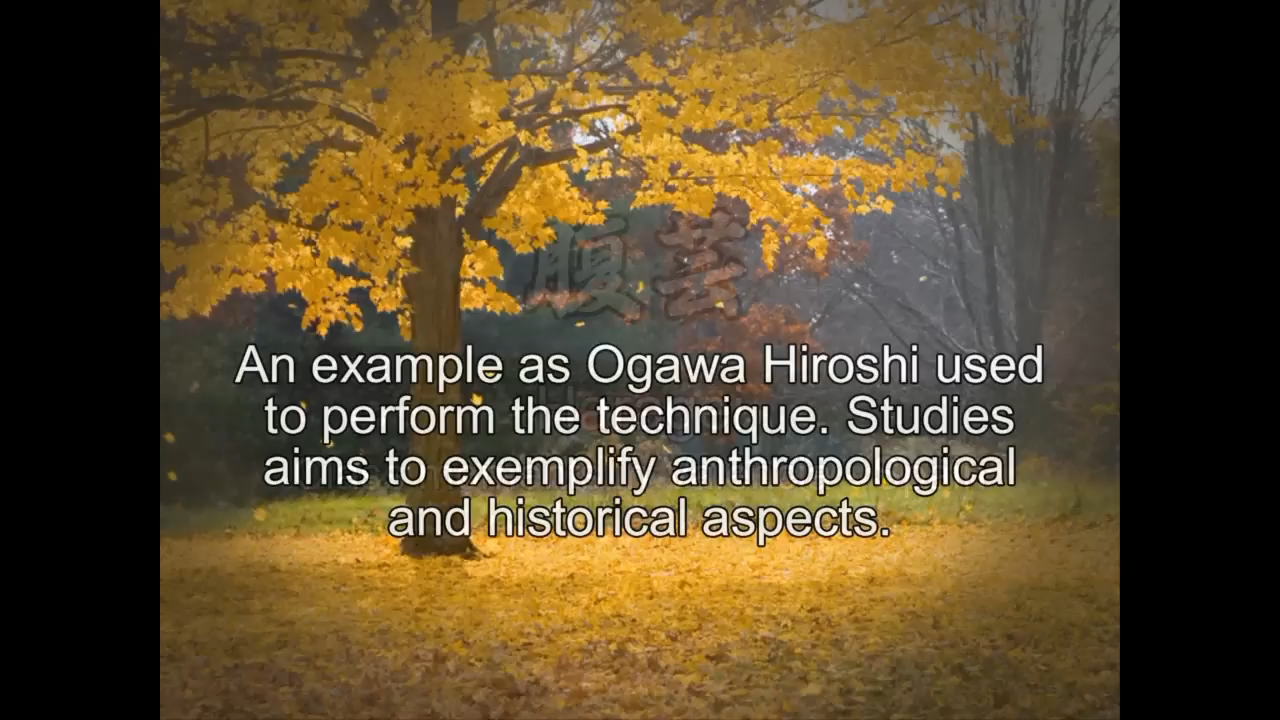 腹芸
An example as Ogawa Hiroshi used
to perform the technique. Studies
aims to exemplify anthropological
and historical aspects.